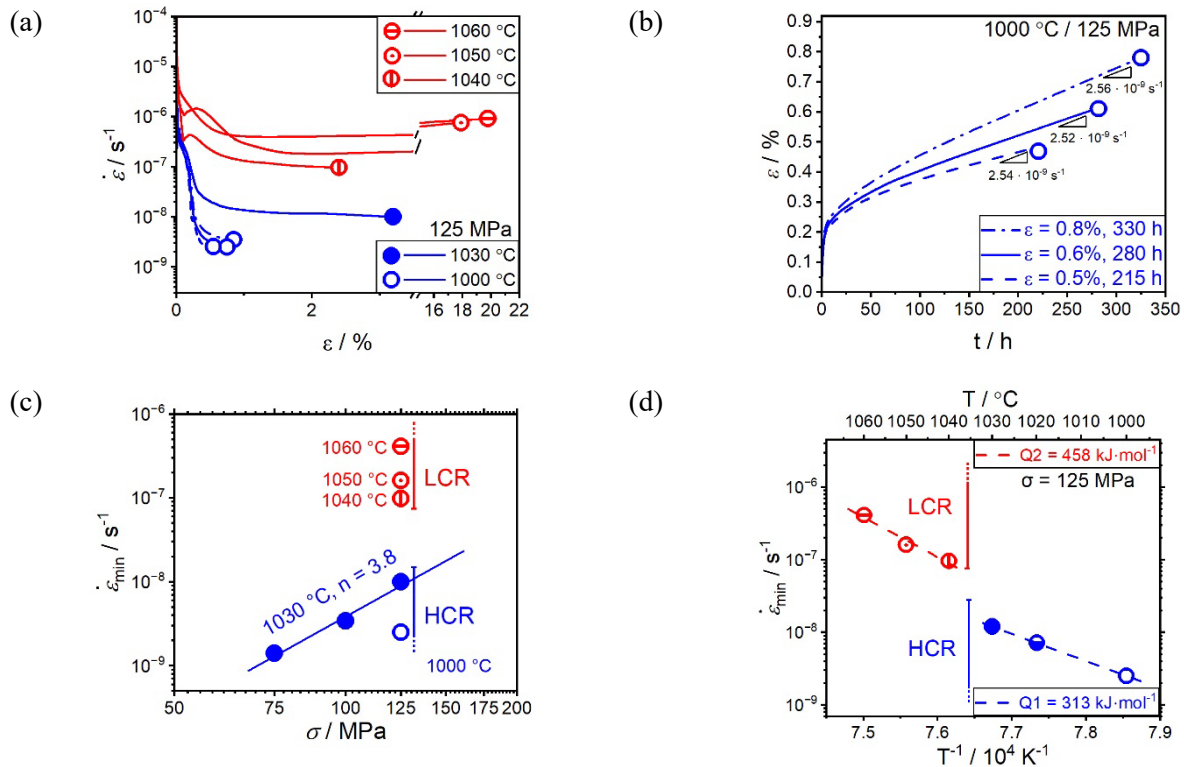 (a)
10⁻⁴
10⁻⁵
10⁻⁶
10⁻⁷
10⁻⁸
10⁻⁹
ε̇ / s⁻¹
1060 °C
1050 °C
1040 °C
125 MPa
1030 °C
1000 °C
0 2 16 18 20 22
ε / %
(b)
1000 °C / 125 MPa
0.9
0.8
0.7
0.6
0.5
0.4
0.3
0.2
0.1
0.0
ε / %
2.56 · 10⁻⁹ s⁻¹
2.52 · 10⁻⁹ s⁻¹
2.54 · 10⁻⁹ s⁻¹
ε = 0.8%, 330 h
ε = 0.6%, 280 h
ε = 0.5%, 215 h
0 50 100 150 200 250 300 350
t / h
(c)
10⁻⁶
10⁻⁷
10⁻⁸
10⁻⁹
ε̇min / s⁻¹
1060 °C
1050 °C
1040 °C
LCR
1030 °C, n = 3.8
HCR
1000 °C
50 75 100 125 150 175 200
σ / MPa
(d)
T / °C
1060 1050 1040 1030 1020 1010 1000
Q2 = 458 kJ·mol⁻¹
σ = 125 MPa
10⁻⁶
10⁻⁷
10⁻⁸
10⁻⁹
ε̇min / s⁻¹
LCR
HCR
Q1 = 313 kJ·mol⁻¹
7.5 7.6 7.7 7.8 7.9
T⁻¹ / 10⁴ K⁻¹